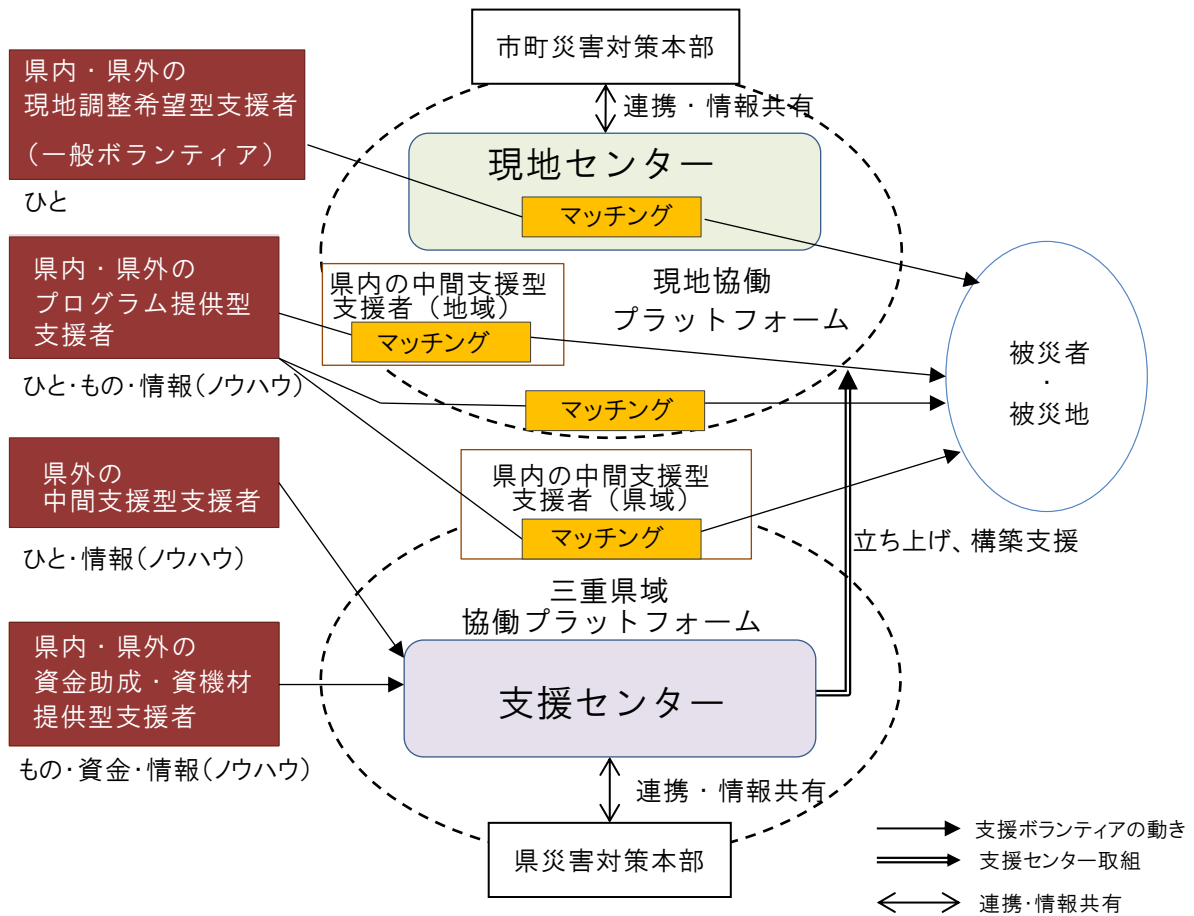 市町災害対策本部
連携・情報共有
県内・県外の
現地調整希望型支援者
（一般ボランティア）
ひと
現地センター
マッチング
県内・県外の
プログラム提供型
支援者
ひと・もの・情報（ノウハウ）
県内の中間支援型
支援者（地域）
マッチング
現地協働
プラットフォーム
マッチング
被災者
・
被災地
県外の
中間支援型支援者
ひと・情報（ノウハウ）
県内の中間支援型
支援者（県域）
マッチング
立ち上げ、構築支援
三重県域
協働プラットフォーム
県内・県外の
資金助成・資機材
提供型支援者
もの・資金・情報（ノウハウ）
支援センター
連携・情報共有
県災害対策本部
支援ボランティアの動き
支援センター取組
連携・情報共有